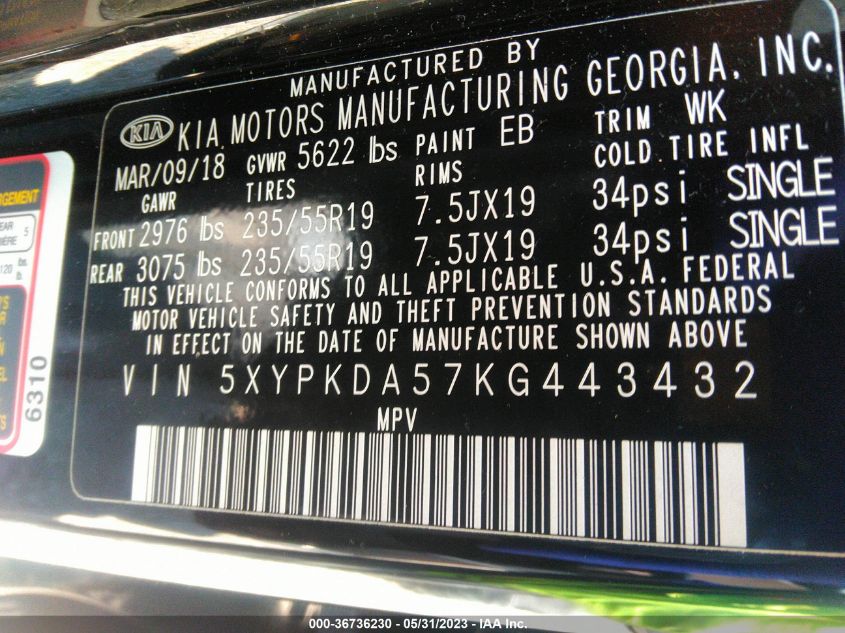 MANUFACTURED BY
KIA KIA MOTORS MANUFACTURING GEORGIA, INC.
MAR/09/18 GVWR 5622 lbs PAINT EB TRIM WK
GAWR TIRES RIMS COLD TIRE INFL
FRONT 2976 lbs 235/55R19 7.5JX19 34psi SINGLE
REAR 3075 lbs 235/55R19 7.5JX19 34psi SINGLE
THIS VEHICLE CONFORMS TO ALL APPLICABLE U.S.A. FEDERAL
MOTOR VEHICLE SAFETY AND THEFT PREVENTION STANDARDS
IN EFFECT ON THE DATE OF MANUFACTURE SHOWN ABOVE
VIN 5XYPKDA57KG443432
MPV
6310
000-36736230 - 05/31/2023 - IAA Inc.